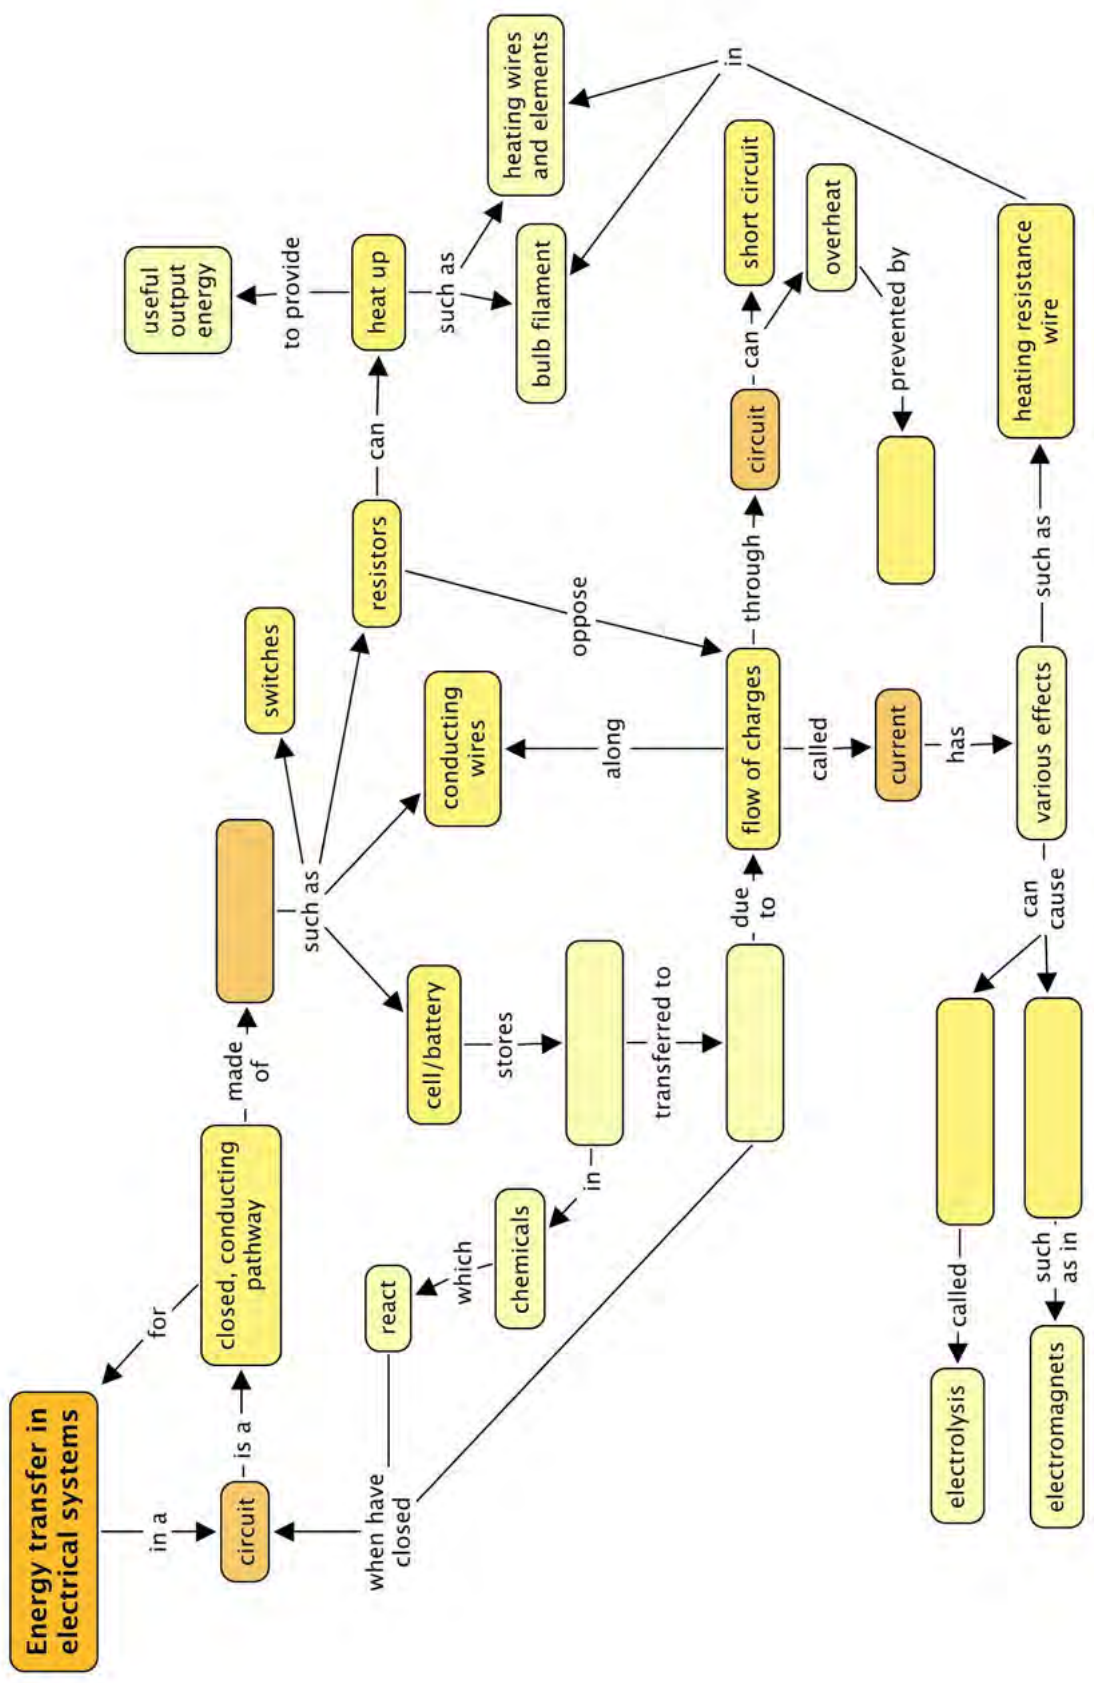 Energy transfer in
electrical systems
in a
circuit
is a
closed, conducting
pathway
for
made
of
such as
switches
resistors
conducting
wires
cell/battery
can
heat up
to provide
useful
output
energy
such as
heating wires
and elements
bulb filament
in
stores
in
chemicals
which
react
when have
closed
transferred to
due
to
flow of charges
along
oppose
through
circuit
can
short circuit
overheat
prevented by
called
current
has
various effects
such as
heating resistance
wire
can
cause
called
electrolysis
such
as in
electromagnets